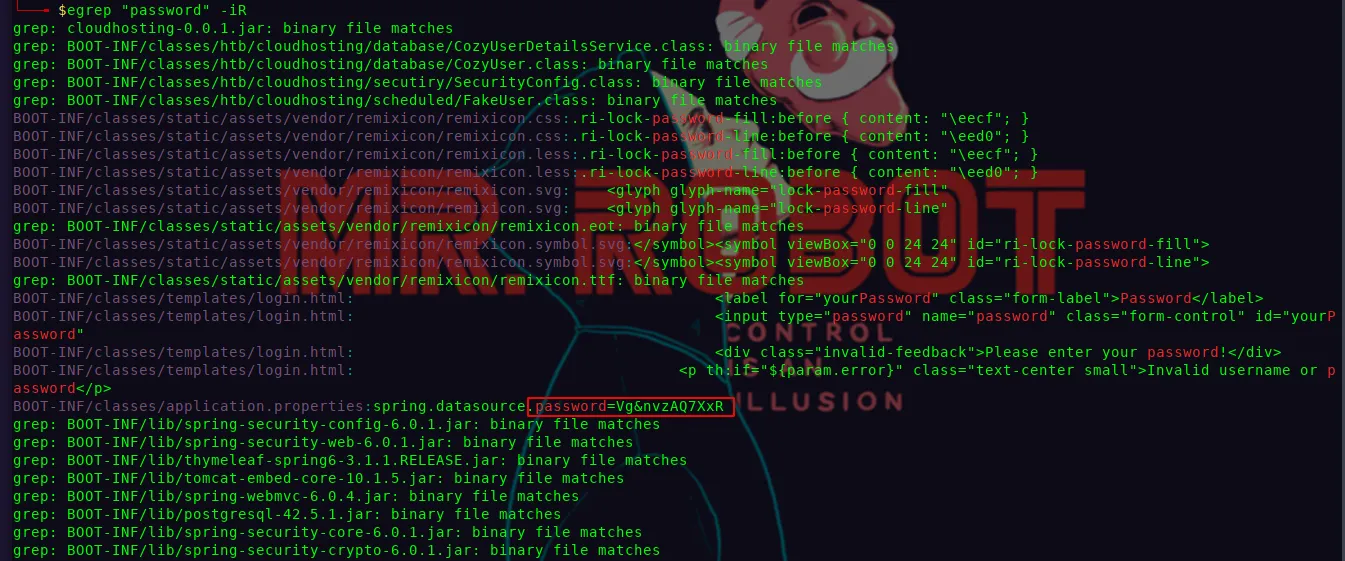 $egrep "password" -iR
grep: cloudhosting-0.0.1.jar: binary file matches
grep: BOOT-INF/classes/htb/cloudhosting/database/CozyUserDetailsService.class: binary file matches
grep: BOOT-INF/classes/htb/cloudhosting/database/CozyUser.class: binary file matches
grep: BOOT-INF/classes/htb/cloudhosting/secutiry/SecurityConfig.class: binary file matches
grep: BOOT-INF/classes/htb/cloudhosting/scheduled/FakeUser.class: binary file matches
BOOT-INF/classes/static/assets/vendor/remixicon/remixicon.css:.ri-lock-password-fill:before { content: "\eecf"; }
BOOT-INF/classes/static/assets/vendor/remixicon/remixicon.css:.ri-lock-password-line:before { content: "\eed0"; }
BOOT-INF/classes/static/assets/vendor/remixicon/remixicon.less:.ri-lock-password-fill:before { content: "\eecf"; }
BOOT-INF/classes/static/assets/vendor/remixicon/remixicon.less:.ri-lock-password-line:before { content: "\eed0"; }
BOOT-INF/classes/static/assets/vendor/remixicon/remixicon.svg:    <glyph glyph-name="lock-password-fill"
BOOT-INF/classes/static/assets/vendor/remixicon/remixicon.svg:    <glyph glyph-name="lock-password-line"
grep: BOOT-INF/classes/static/assets/vendor/remixicon/remixicon.eot: binary file matches
BOOT-INF/classes/static/assets/vendor/remixicon/remixicon.symbol.svg:</symbol><symbol viewBox="0 0 24 24" id="ri-lock-password-fill">
BOOT-INF/classes/static/assets/vendor/remixicon/remixicon.symbol.svg:</symbol><symbol viewBox="0 0 24 24" id="ri-lock-password-line">
grep: BOOT-INF/classes/static/assets/vendor/remixicon/remixicon.ttf: binary file matches
BOOT-INF/classes/templates/login.html:                                        <label for="yourPassword" class="form-label">Password</label>
BOOT-INF/classes/templates/login.html:                                        <input type="password" name="password" class="form-control" id="yourP
assword"
BOOT-INF/classes/templates/login.html:                                        <div class="invalid-feedback">Please enter your password!</div>
BOOT-INF/classes/templates/login.html:                                    <p th:if="${param.error}" class="text-center small">Invalid username or p
assword</p>
BOOT-INF/classes/application.properties:spring.datasource.password=Vg&nvzAQ7XxR
grep: BOOT-INF/lib/spring-security-config-6.0.1.jar: binary file matches
grep: BOOT-INF/lib/spring-security-web-6.0.1.jar: binary file matches
grep: BOOT-INF/lib/thymeleaf-spring6-3.1.1.RELEASE.jar: binary file matches
grep: BOOT-INF/lib/tomcat-embed-core-10.1.5.jar: binary file matches
grep: BOOT-INF/lib/spring-webmvc-6.0.4.jar: binary file matches
grep: BOOT-INF/lib/postgresql-42.5.1.jar: binary file matches
grep: BOOT-INF/lib/spring-security-core-6.0.1.jar: binary file matches
grep: BOOT-INF/lib/spring-security-crypto-6.0.1.jar: binary file matches
MR. ROBOT
CONTROL
IS AN
ILLUSION